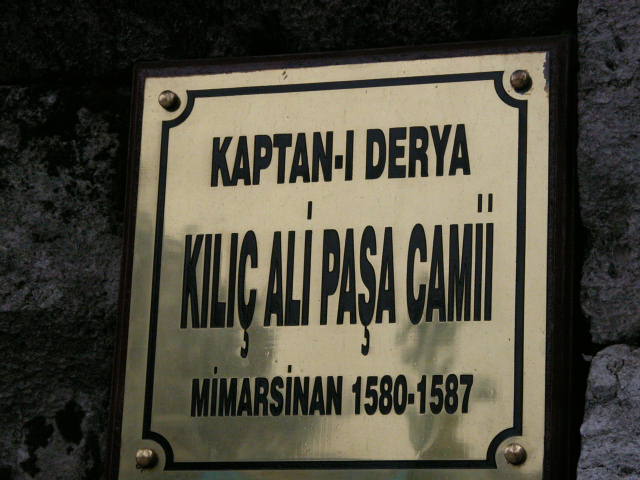 KAPTAN-I DERYA
KILIÇ ALİ PAŞA CAMİİ
MİMARSİNAN 1580-1587